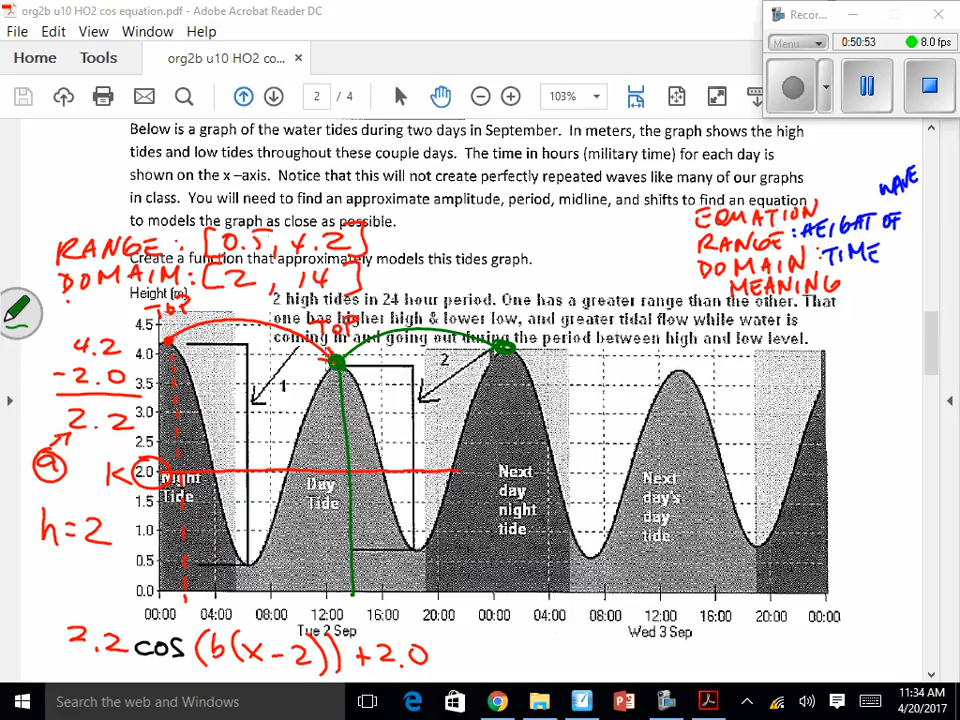 org2b u10 HO2 cos equation.pdf - Adobe Acrobat Reader DC
File Edit View Window Help
Home Tools org2b u10 HO2 co... ×
2 / 4 103%
Recor...
Menu 0:50:53 8.0 fps
Below is a graph of the water tides during two days in September. In meters, the graph shows the high
tides and low tides throughout these couple days. The time in hours (military time) for each day is
shown on the x –axis. Notice that this will not create perfectly repeated waves like many of our graphs
in class. You will need to find an approximate amplitude, period, midline, and shifts to find an equation
to models the graph as close as possible.
WAVE
EQUATION
RANGE : HEIGHT OF
DOMAIN : TIME
MEANING
RANGE : [0.5, 4.2]
Create a function that approximately models this tides graph.
DOMAIN: [2, 14]
Height (m)
2 high tides in 24 hour period. One has a greater range than the other. That
one has higher high & lower low, and greater tidal flow while water is
coming in and going out during the period between high and low level.
TOP
TOP
1
2
4.5
4.0
3.5
3.0
2.5
2.0
1.5
1.0
0.5
0.0
4.2
-2.0
2.2
a
K
h=2
Night
Tide
Day
Tide
Next
day
night
tide
Next
day's
day
tide
00:00 04:00 08:00 12:00 16:00 20:00 00:00 04:00 08:00 12:00 16:00 20:00 00:00
Tue 2 Sep Wed 3 Sep
2.2 cos (b(x-2)) +2.0
Search the web and Windows
11:34 AM
4/20/2017